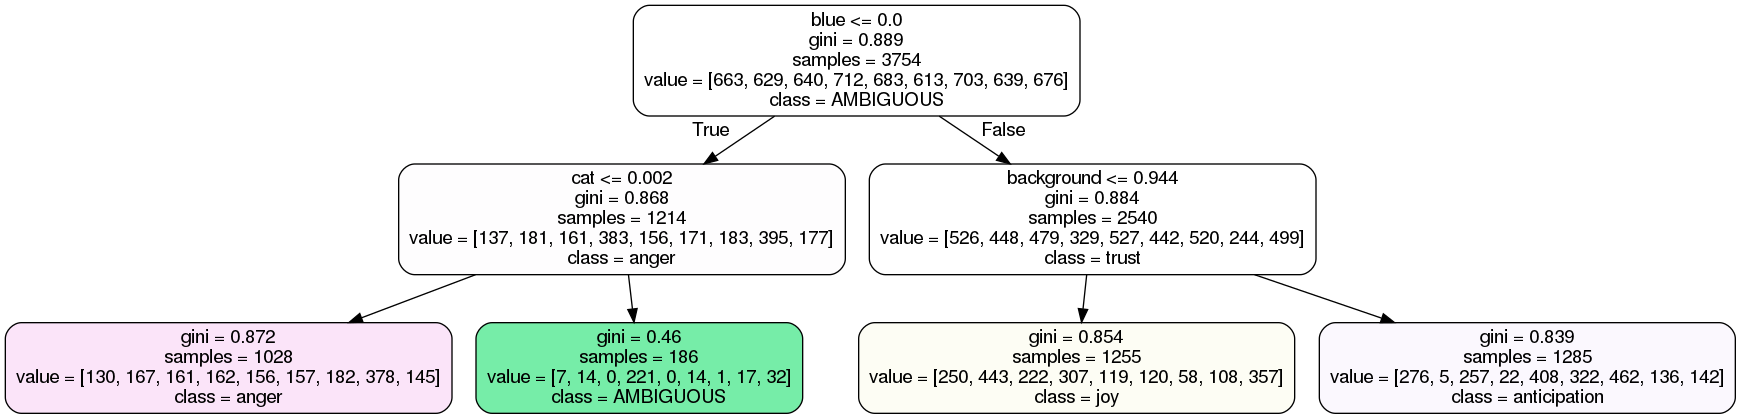 blue <= 0.0
gini = 0.889
samples = 3754
value = [663, 629, 640, 712, 683, 613, 703, 639, 676]
class = AMBIGUOUS
True
False
cat <= 0.002
gini = 0.868
samples = 1214
value = [137, 181, 161, 383, 156, 171, 183, 395, 177]
class = anger
background <= 0.944
gini = 0.884
samples = 2540
value = [526, 448, 479, 329, 527, 442, 520, 244, 499]
class = trust
gini = 0.872
samples = 1028
value = [130, 167, 161, 162, 156, 157, 182, 378, 145]
class = anger
gini = 0.46
samples = 186
value = [7, 14, 0, 221, 0, 14, 1, 17, 32]
class = AMBIGUOUS
gini = 0.854
samples = 1255
value = [250, 443, 222, 307, 119, 120, 58, 108, 357]
class = joy
gini = 0.839
samples = 1285
value = [276, 5, 257, 22, 408, 322, 462, 136, 142]
class = anticipation